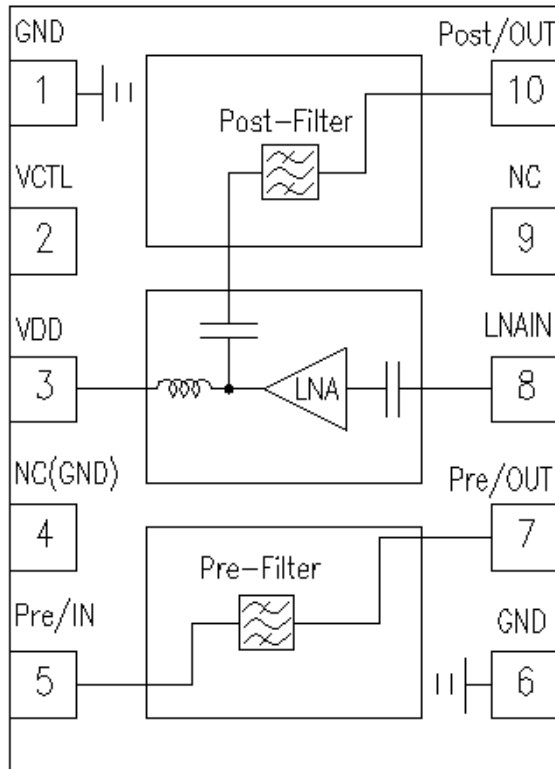 GND
1
Post/OUT
10
Post-Filter
VCTL
2
NC
9
VDD
3
LNAIN
8
LNA
NC(GND)
4
Pre/OUT
7
Pre-Filter
Pre/IN
5
GND
6